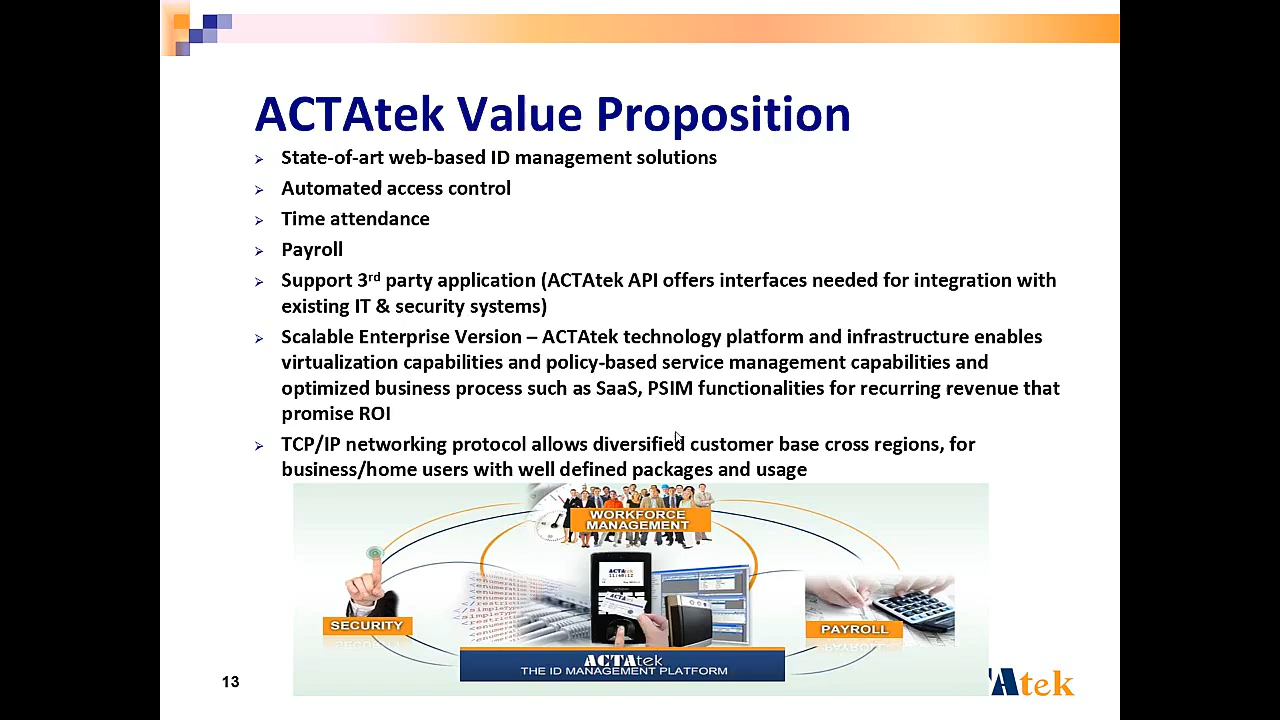 ACTAtek Value Proposition
State-of-art web-based ID management solutions
Automated access control
Time attendance
Payroll
Support 3rd party application (ACTAtek API offers interfaces needed for integration with
existing IT & security systems)
Scalable Enterprise Version – ACTAtek technology platform and infrastructure enables
virtualization capabilities and policy-based service management capabilities and
optimized business process such as SaaS, PSIM functionalities for recurring revenue that
promise ROI
TCP/IP networking protocol allows diversified customer base cross regions, for
business/home users with well defined packages and usage
WORKFORCE
MANAGEMENT
ACTAtek
SECURITY
PAYROLL
ACTAtek
THE ID MANAGEMENT PLATFORM
13
Atek